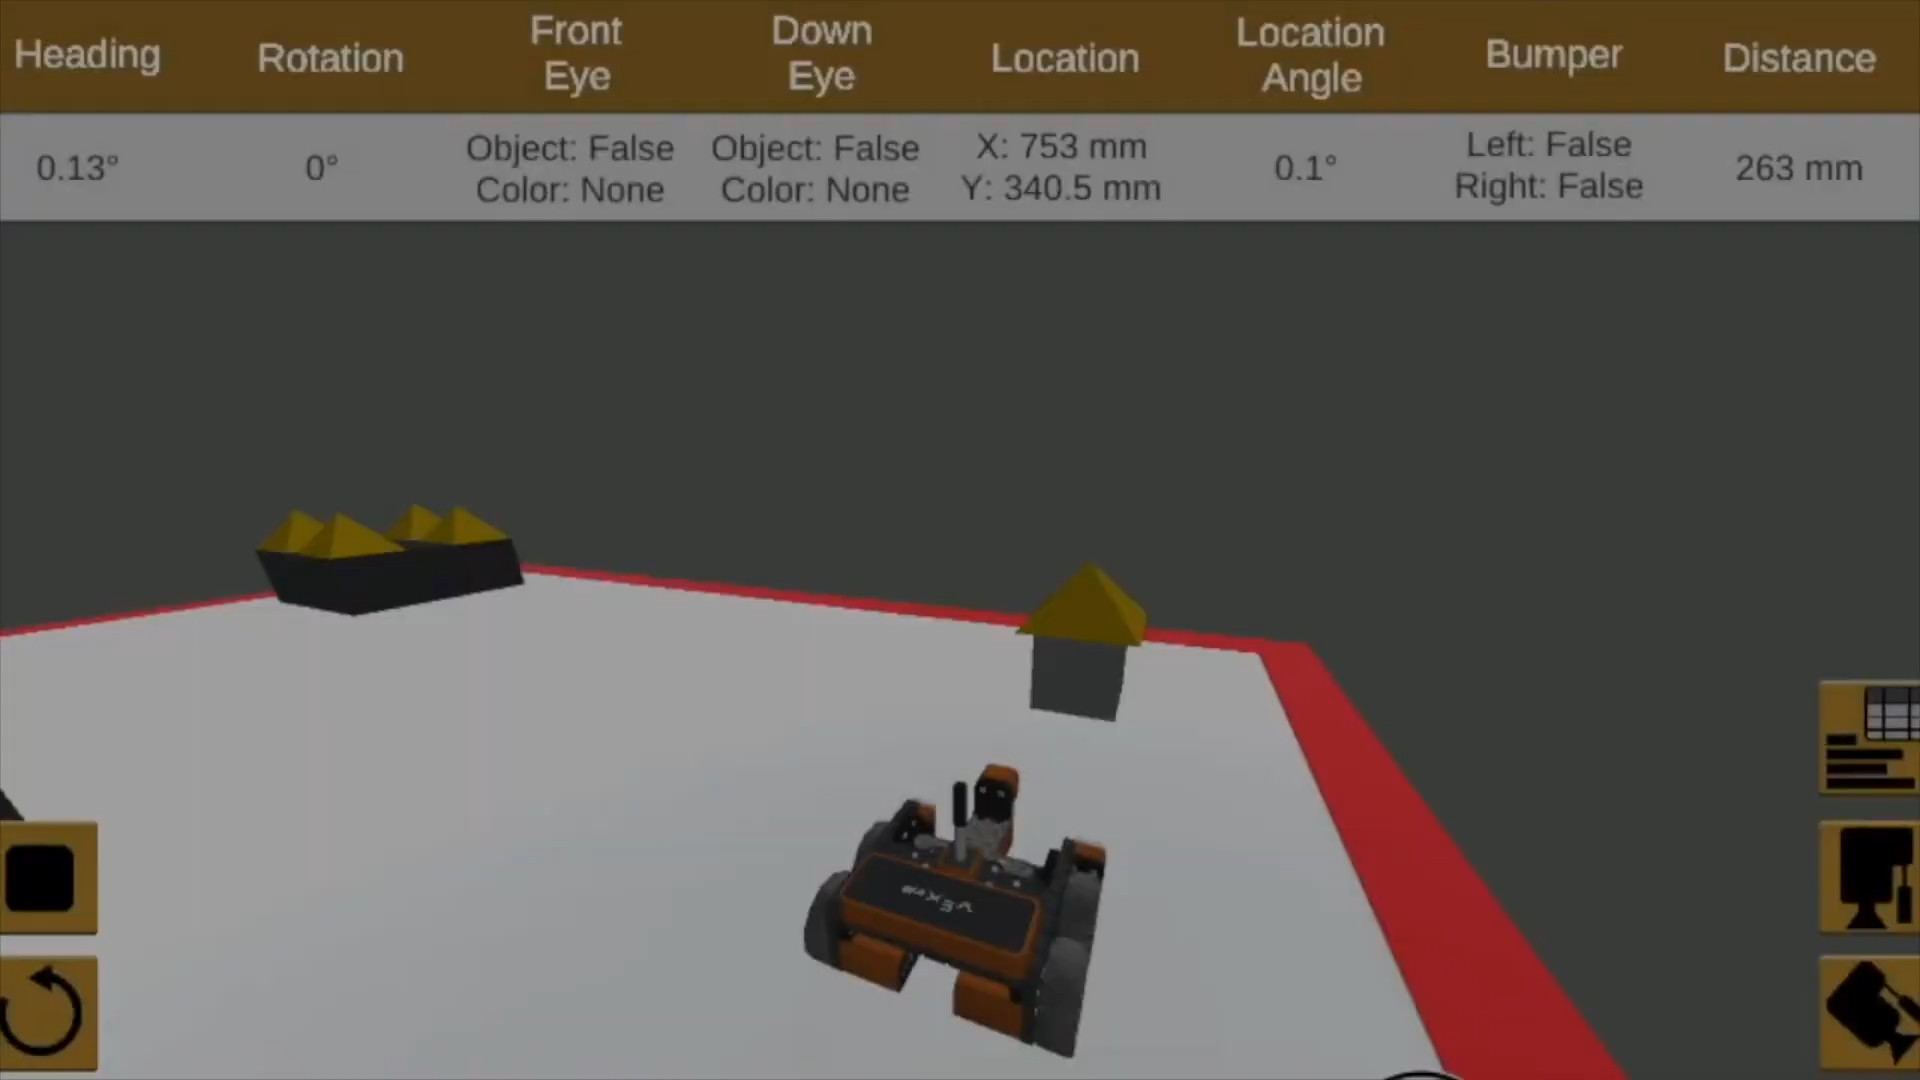 Heading
Rotation
Front
Eye
Down
Eye
Location
Location
Angle
Bumper
Distance
0.13°
0°
Object: False
Color: None
Object: False
Color: None
X: 753 mm
Y: 340.5 mm
0.1°
Left: False
Right: False
263 mm